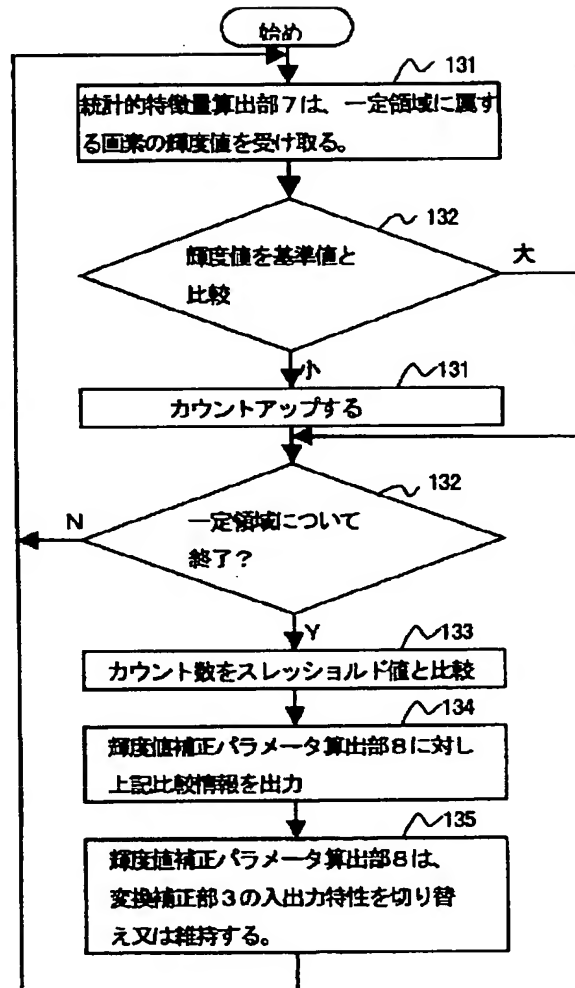 始め
131
統計的特徴量算出部7は、一定領域に属す
る画素の輝度値を受け取る。
132
輝度値を基準値と
比較
大
小
131
カウントアップする
132
N
一定領域について
終了?
Y
133
カウント数をスレッショルド値と比較
134
輝度値補正パラメータ算出部8に対し
上記比較情報を出力
135
輝度値補正パラメータ算出部8は、
変換補正部3の入出力特性を切り替
え又は維持する。